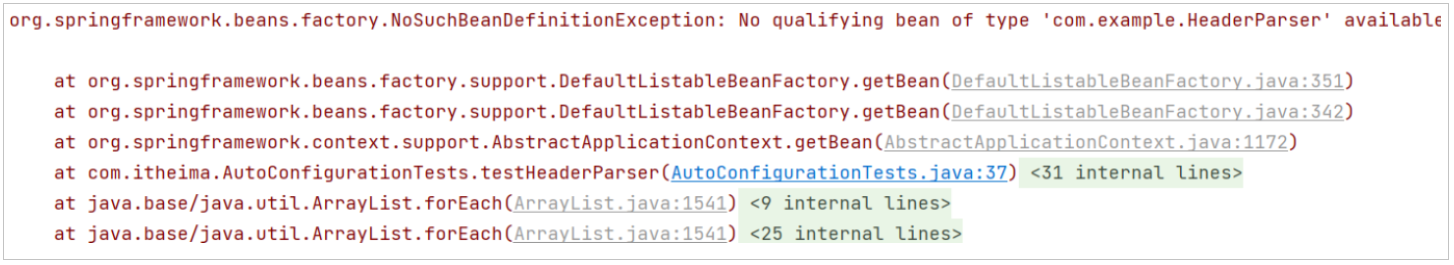 org.springframework.beans.factory.NoSuchBeanDefinitionException: No qualifying bean of type 'com.example.HeaderParser' available
at org.springframework.beans.factory.support.DefaultListableBeanFactory.getBean(DefaultListableBeanFactory.java:351)
at org.springframework.beans.factory.support.DefaultListableBeanFactory.getBean(DefaultListableBeanFactory.java:342)
at org.springframework.context.support.AbstractApplicationContext.getBean(AbstractApplicationContext.java:1172)
at com.itheima.AutoConfigurationTests.testHeaderParser(AutoConfigurationTests.java:37) <31 internal lines>
at java.base/java.util.ArrayList.forEach(ArrayList.java:1541) <9 internal lines>
at java.base/java.util.ArrayList.forEach(ArrayList.java:1541) <25 internal lines>